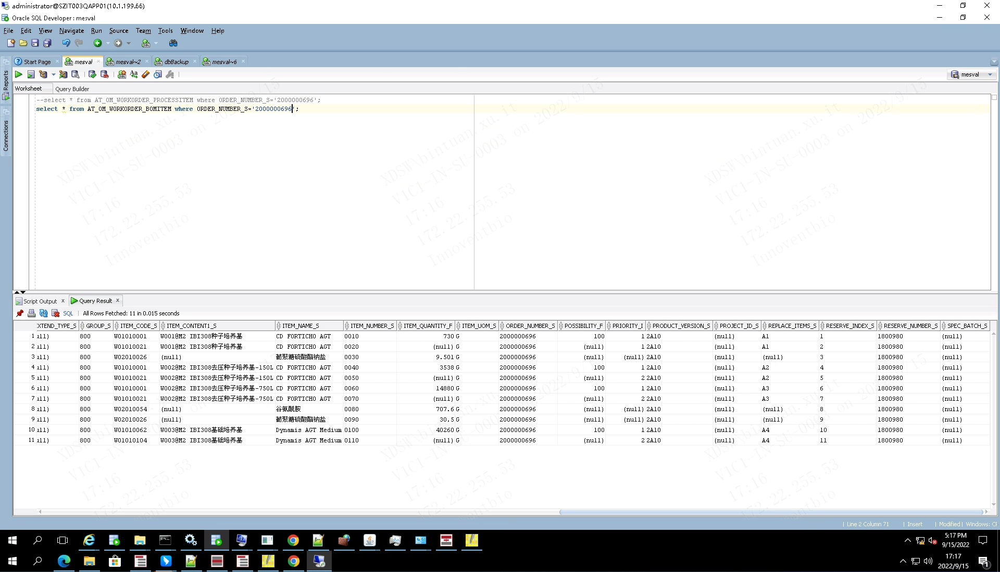 administrator@SZIT003QAPP01(10.1.199.66)
Oracle SQL Developer : mesval
File Edit View Navigate Run Source Team Tools Window Help
Start Page mesval mesval~2 dbBackup mesval~6
mesval
Reports
Connections
Worksheet Query Builder
--select * from AT_OM_WORKORDER_PROCESSITEM where ORDER_NUMBER_S='2000000696';
select * from AT_OM_WORKORDER_BOMITEM where ORDER_NUMBER_S='2000000696';
XDSW\bintuan.xu.it
V1C1-IN-SU-0003 on 2022/9/15
17:16
172.22.255.53
Innoventbio
Script Output Query Result
SQL All Rows Fetched: 11 in 0.015 seconds
XTEND_TYPE_S GROUP_S ITEM_CODE_S ITEM_CONTENT1_S ITEM_NAME_S ITEM_NUMBER_S ITEM_QUANTITY_F ITEM_UOM_S ORDER_NUMBER_S POSSIBILITY_F PRIORITY_I PRODUCT_VERSION_S PROJECT_ID_S REPLACE_ITEMS_S RESERVE_INDEX_S RESERVE_NUMBER_S SPEC_BATCH_S
1 ull) 800 W01010001 W001@M2 IBI308种子培养基 CD FORTICHO AGT 0010 730 G 2000000696 100 1 2A10 (null) A1 1 1800980 (null)
2 ull) 800 W01010021 W001@M2 IBI308种子培养基 CD FORTICHO AGT 0020 (null) G 2000000696 (null) 1 2A10 (null) A1 2 1800980 (null)
3 ull) 800 W02010026 (null) 葡聚糖硫酸酯钠盐 0030 9.501 G 2000000696 (null) (null) 2A10 (null) (null) 3 1800980 (null)
4 ull) 800 W01010001 W002@M2 IBI308去压种子培养基-150L CD FORTICHO AGT 0040 3538 G 2000000696 100 1 2A10 (null) A2 4 1800980 (null)
5 ull) 800 W01010021 W002@M2 IBI308去压种子培养基-150L CD FORTICHO AGT 0050 (null) G 2000000696 (null) 2 2A10 (null) A2 5 1800980 (null)
6 ull) 800 W01010001 W002@M2 IBI308去压种子培养基-750L CD FORTICHO AGT 0060 14880 G 2000000696 100 1 2A10 (null) A3 6 1800980 (null)
7 ull) 800 W01010021 W002@M2 IBI308去压种子培养基-750L CD FORTICHO AGT 0070 (null) G 2000000696 (null) 2 2A10 (null) A3 7 1800980 (null)
8 ull) 800 W02010054 (null) 谷氨酰胺 0080 707.6 G 2000000696 (null) (null) 2A10 (null) (null) 8 1800980 (null)
9 ull) 800 W02010026 (null) 葡聚糖硫酸酯钠盐 0090 30.5 G 2000000696 (null) (null) 2A10 (null) (null) 9 1800980 (null)
10 ull) 800 W01010062 W003@M2 IBI308基础培养基 Dynamis AGT Medium 0100 40260 G 2000000696 100 1 2A10 (null) A4 10 1800980 (null)
11 ull) 800 W01010104 W003@M2 IBI308基础培养基 Dynamis AGT Medium 0110 (null) G 2000000696 (null) 2 2A10 (null) A4 11 1800980 (null)
Line 2 Column 71 Insert Modified Windows: CF
5:17 PM
9/15/2022
17:17
2022/9/15
1